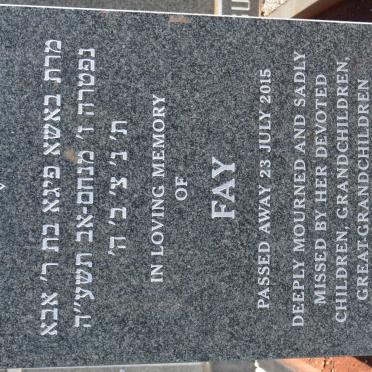 מרת באשא פיגא בת ר' אבא
נפטרה ז' מנחם-אב תשע"ה
ת' נ' צ' ב' ה'
IN LOVING MEMORY
OF
FAY
PASSED AWAY 23 JULY 2015
DEEPLY MOURNED AND SADLY
MISSED BY HER DEVOTED
CHILDREN, GRANDCHILDREN,
GREAT-GRANDCHILDREN